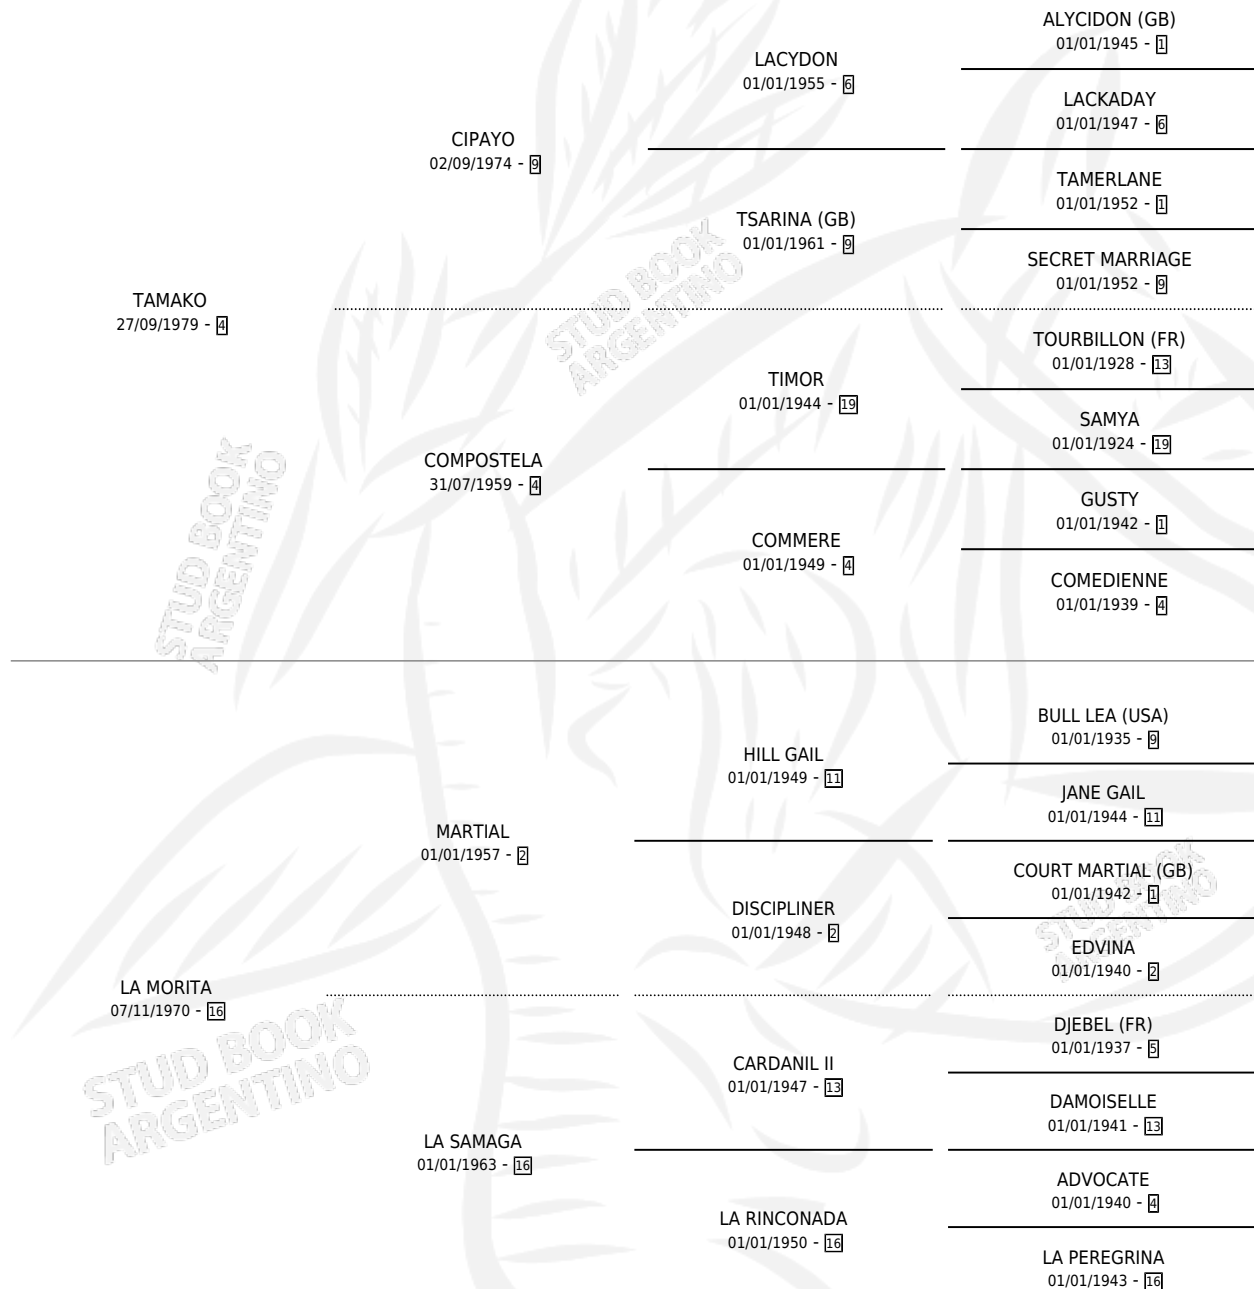 ALYCIDON (GB)
01/01/1945 - 1
LACYDON
01/01/1955 - 6
LACKADAY
01/01/1947 - 6
CIPAYO
02/09/1974 - 9
TAMERLANE
01/01/1952 - 1
TSARINA (GB)
01/01/1961 - 9
SECRET MARRIAGE
01/01/1952 - 9
TAMAKO
27/09/1979 - 4
STUD BOOK
ARGENTINO
TOURBILLON (FR)
01/01/1928 - 13
TIMOR
01/01/1944 - 19
SAMYA
01/01/1924 - 19
COMPOSTELA
31/07/1959 - 4
GUSTY
01/01/1942 - 1
COMMERE
01/01/1949 - 4
COMEDIENNE
01/01/1939 - 4
STUD BOOK
ARGENTINO
BULL LEA (USA)
01/01/1935 - 9
HILL GAIL
01/01/1949 - 11
JANE GAIL
01/01/1944 - 11
MARTIAL
01/01/1957 - 2
COURT MARTIAL (GB)
01/01/1942 - 1
DISCIPLINER
01/01/1948 - 2
EDVINA
01/01/1940 - 2
STUD BOOK
ARGENTINO
LA MORITA
07/11/1970 - 16
DJEBEL (FR)
01/01/1937 - 5
CARDANIL II
01/01/1947 - 13
DAMOISELLE
01/01/1941 - 13
STUD BOOK
ARGENTINO
LA SAMAGA
01/01/1963 - 16
ADVOCATE
01/01/1940 - 4
LA RINCONADA
01/01/1950 - 16
LA PEREGRINA
01/01/1943 - 16